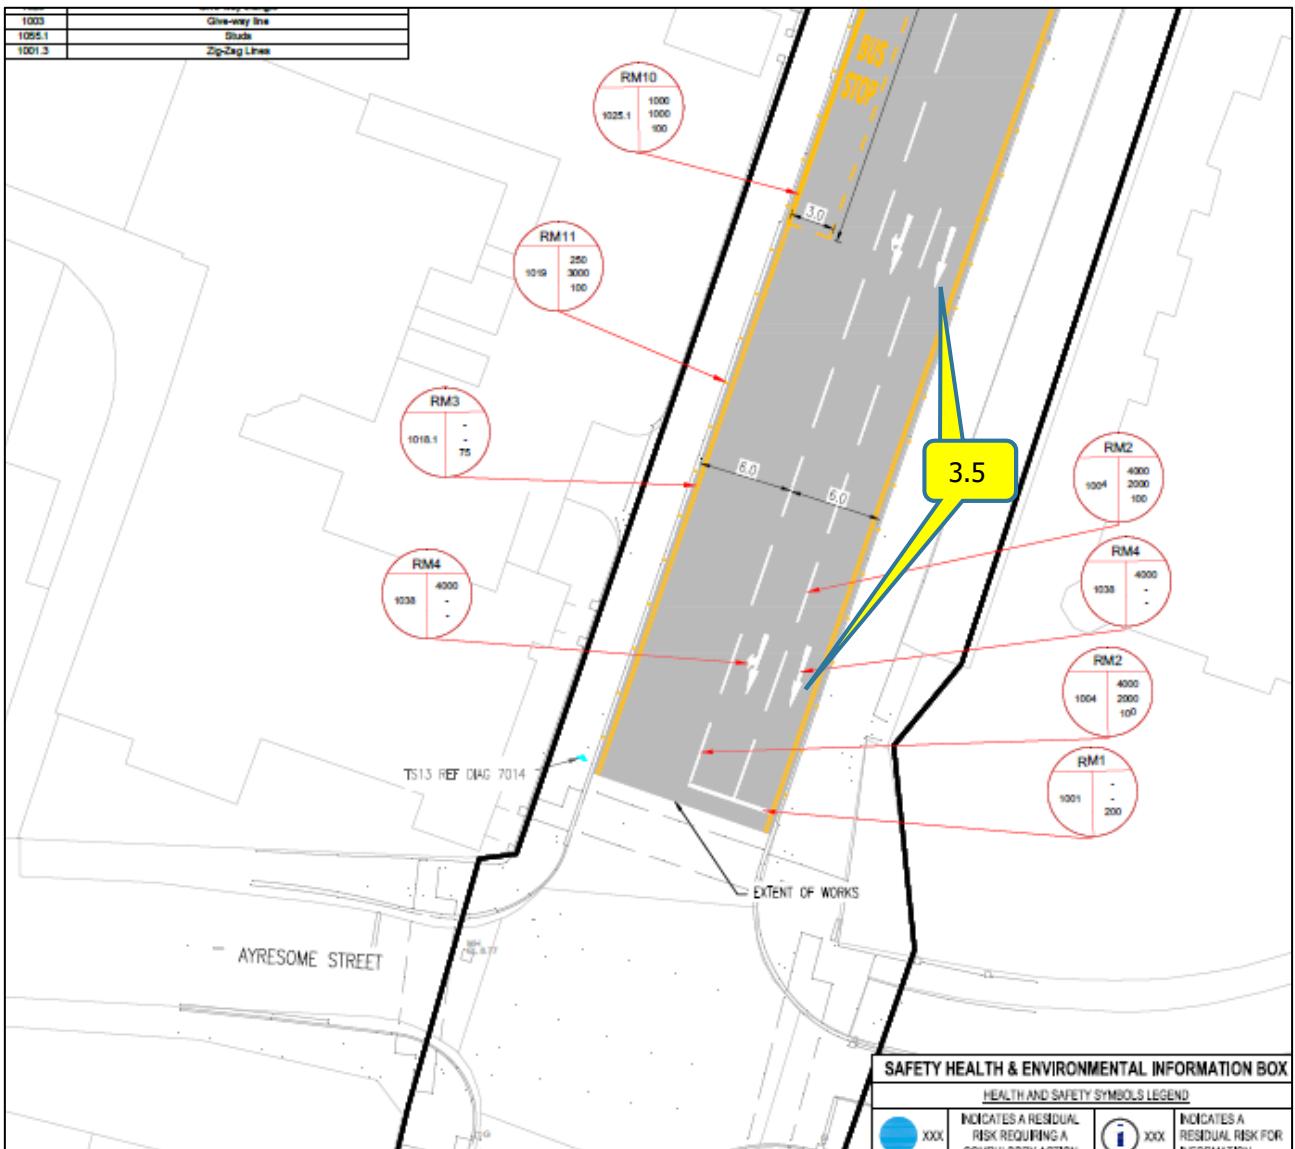 1003 Give-way line
1055.1 Studs
1001.3 Zig-Zag Lines
BUS
STOP
RM10
1025.1
1000
1000
100
3.0
RM11
1019
250
3000
100
RM3
1018.1
-
-
75
6.0
6.0
3.5
RM2
1004
4000
2000
100
RM4
1038
4000
-
-
RM4
1038
4000
-
-
RM2
1004
4000
2000
100
RM1
1001
-
-
200
TS13 REF DIAG 7014
EXTENT OF WORKS
AYRESOME STREET
MH
G
SAFETY HEALTH & ENVIRONMENTAL INFORMATION BOX
HEALTH AND SAFETY SYMBOLS LEGEND
XXX
INDICATES A RESIDUAL
RISK REQUIRING A
COMPULSORY ACTION
i
XXX
INDICATES A
RESIDUAL RISK FOR
INFORMATION